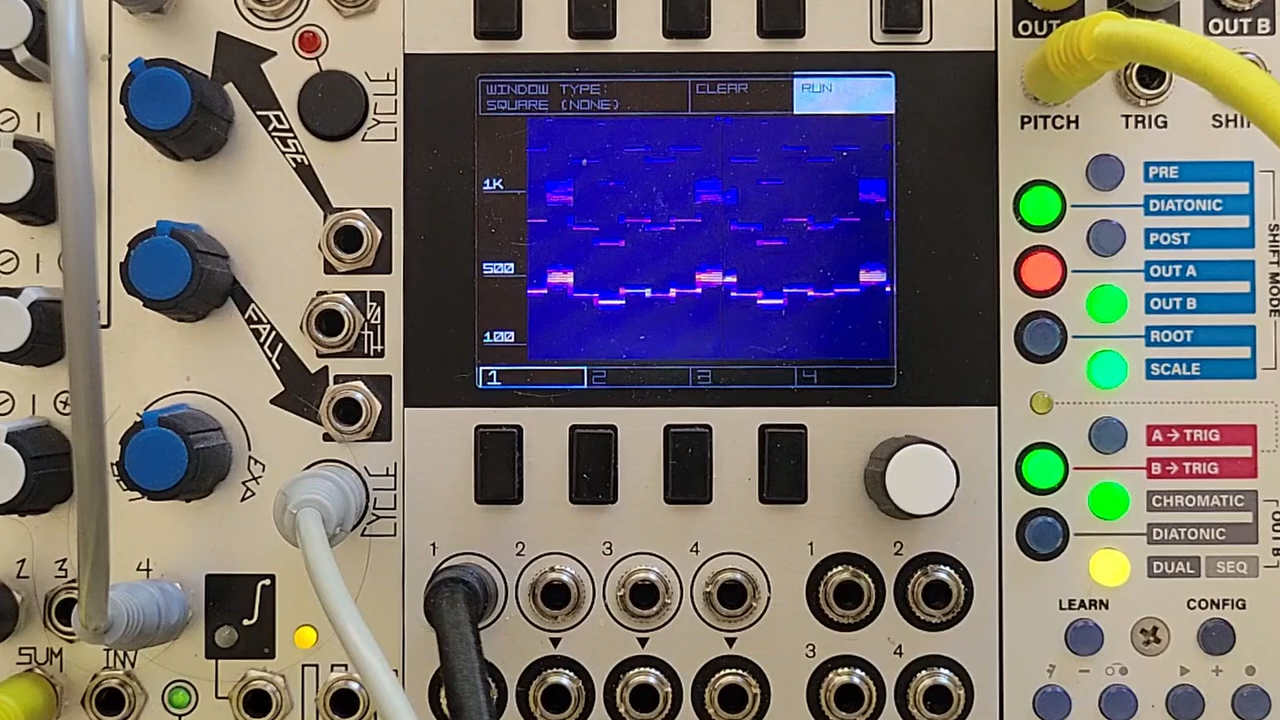 RISE
CYCLE
FALL
CYCLE
2 3 4
SUM INV
WINDOW TYPE:
SQUARE (NONE)
CLEAR
RUN
1K
500
100
1 2 3 4
1 2 3 4
1 2
3 4
OUT
OUT B
PITCH
TRIG
PRE
DIATONIC
POST
OUT A
OUT B
ROOT
SCALE
SHIFT MODE
A → TRIG
B → TRIG
CHROMATIC
DIATONIC
OUT B
DUAL SEQ
LEARN
CONFIG